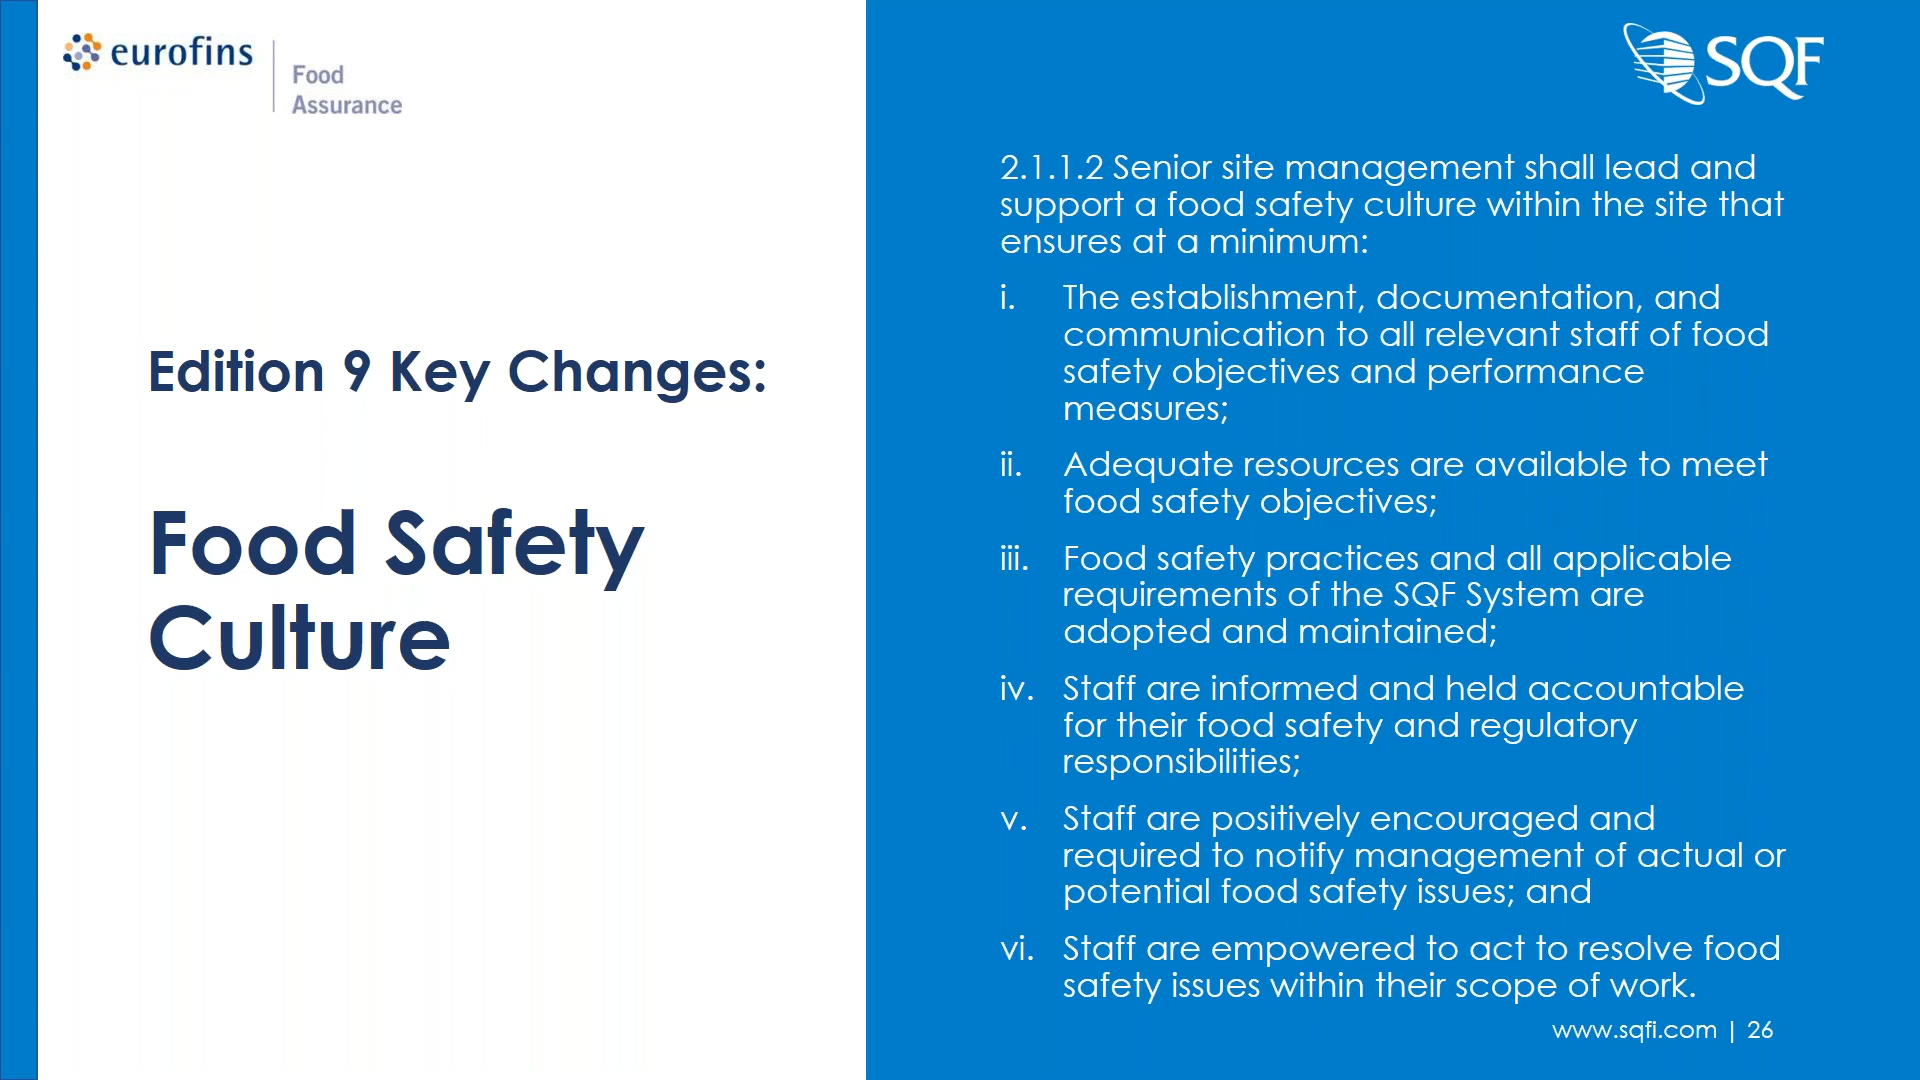 eurofins
Food
Assurance
SQF
Edition 9 Key Changes:
Food Safety
Culture
2.1.1.2 Senior site management shall lead and
support a food safety culture within the site that
ensures at a minimum:
i. The establishment, documentation, and
communication to all relevant staff of food
safety objectives and performance
measures;
ii. Adequate resources are available to meet
food safety objectives;
iii. Food safety practices and all applicable
requirements of the SQF System are
adopted and maintained;
iv. Staff are informed and held accountable
for their food safety and regulatory
responsibilities;
v. Staff are positively encouraged and
required to notify management of actual or
potential food safety issues; and
vi. Staff are empowered to act to resolve food
safety issues within their scope of work.
www.sqfi.com | 26